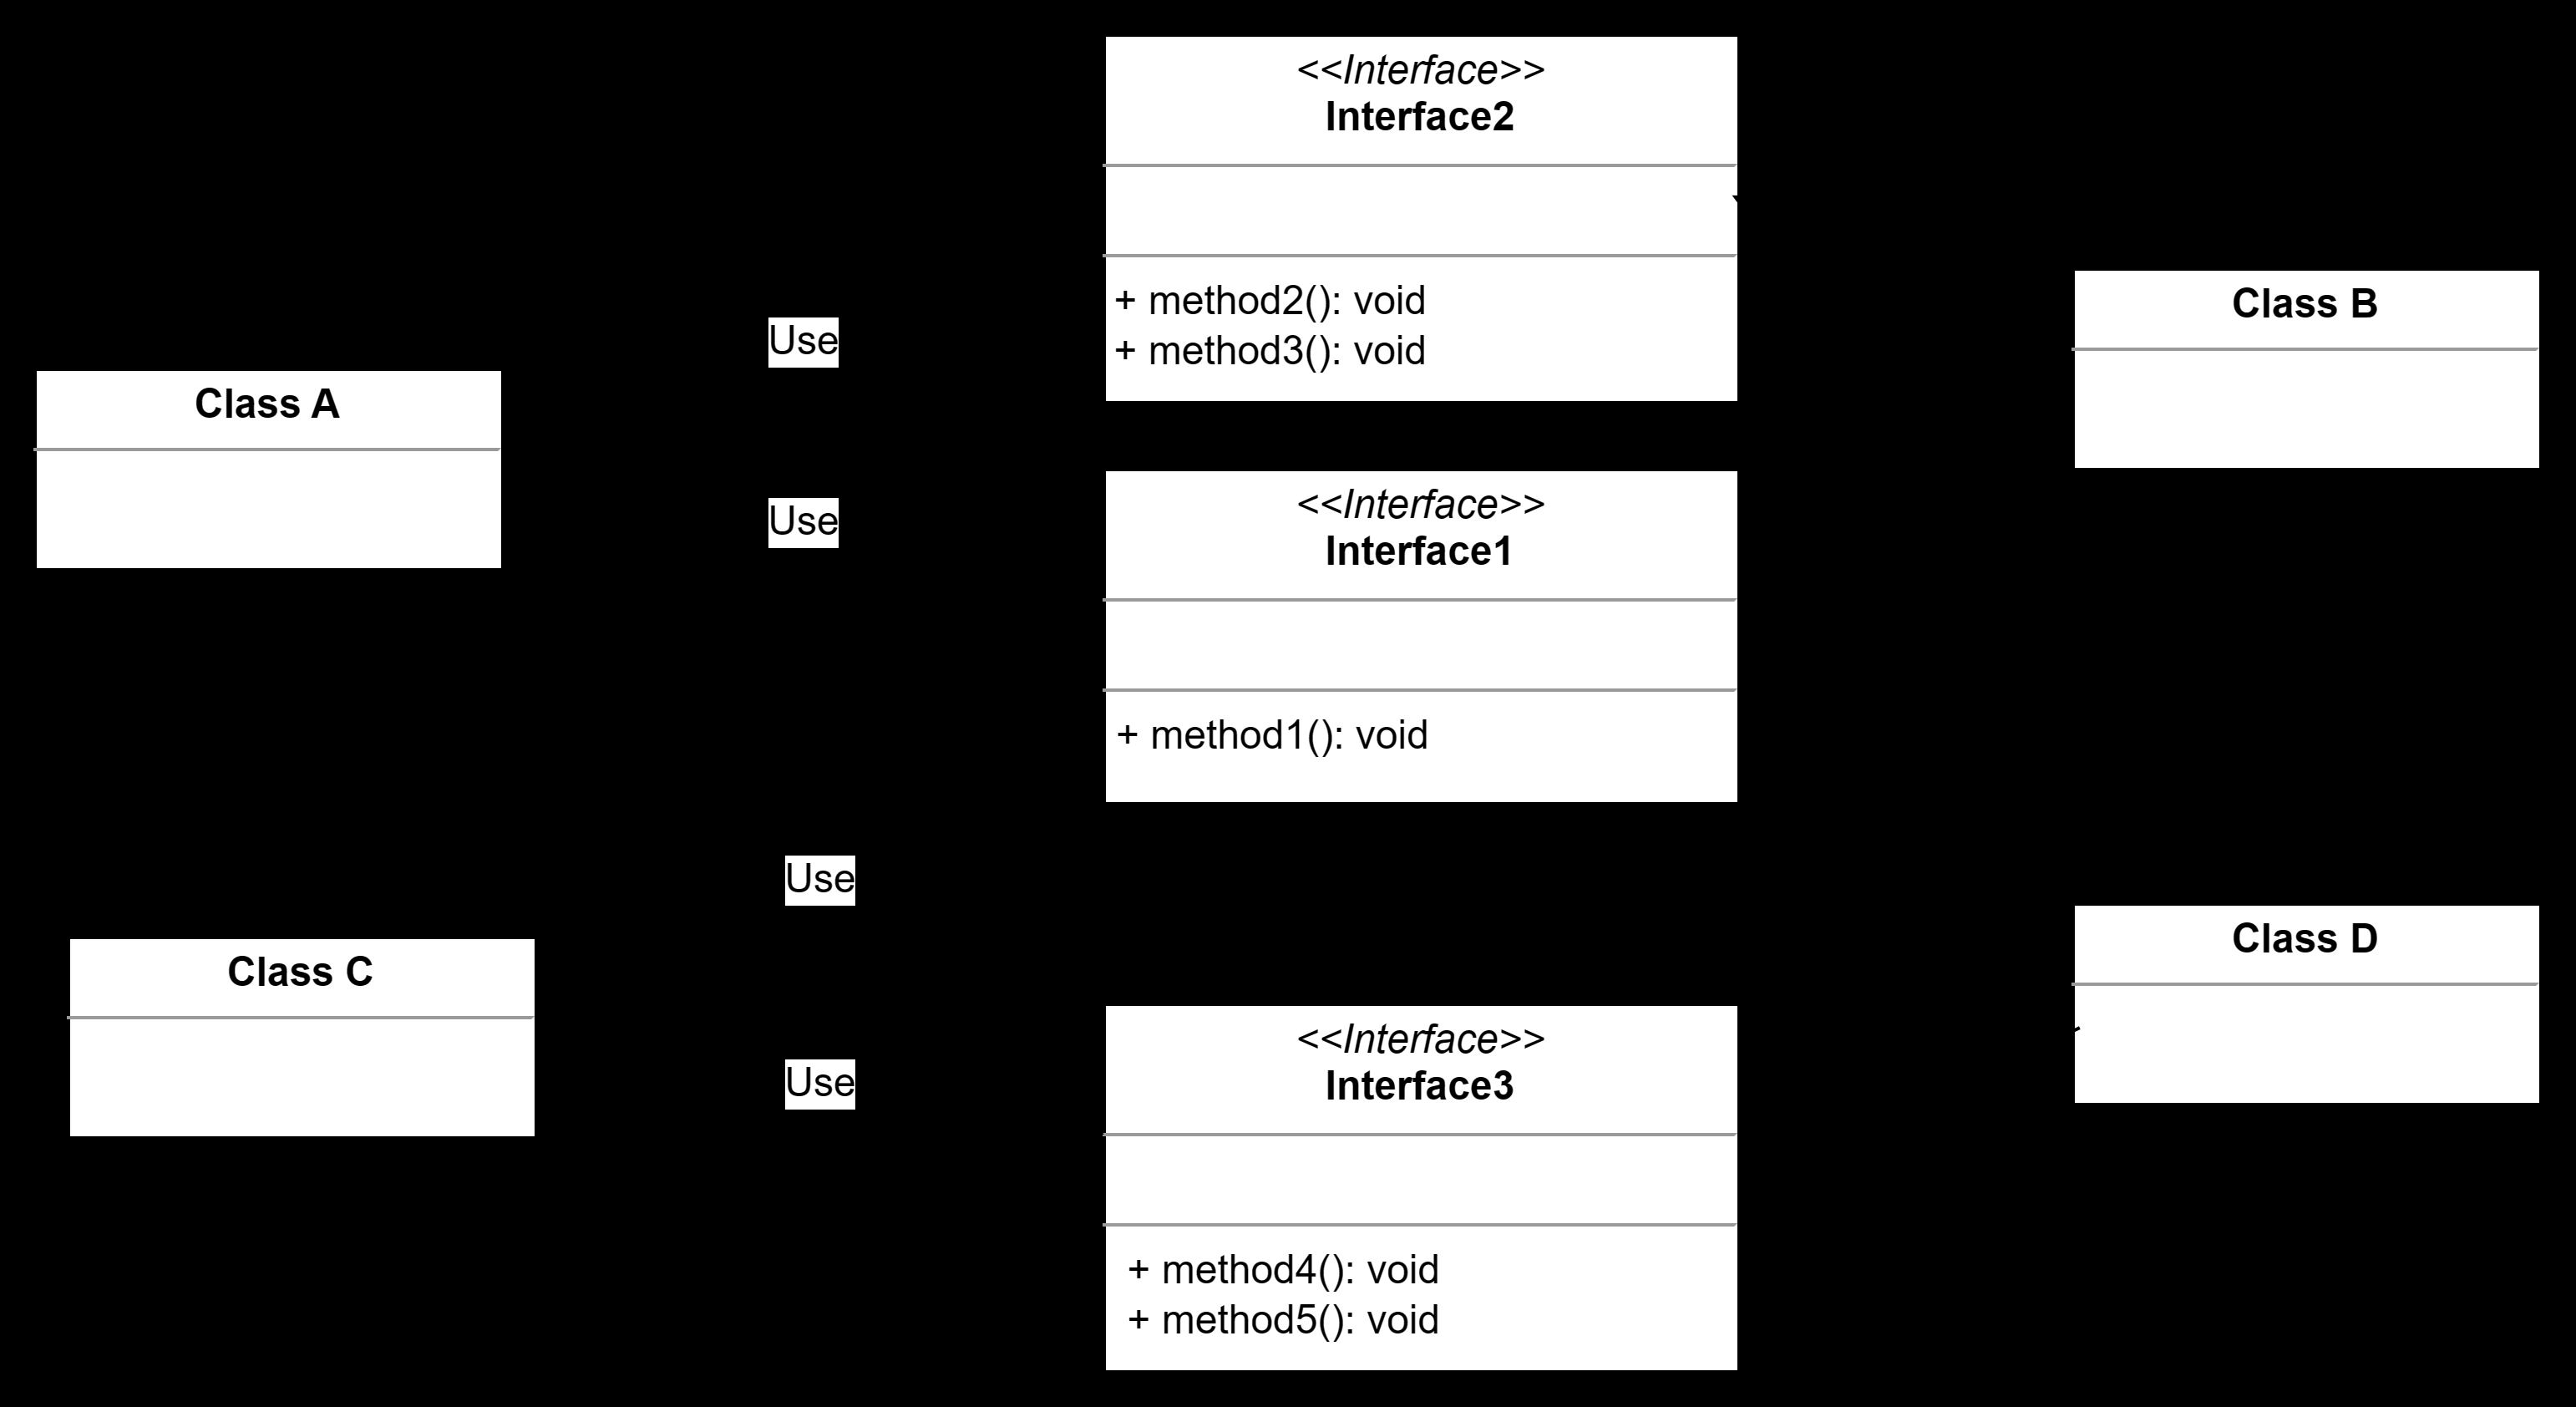 <<Interface>>
Interface2
+ method2(): void
+ method3(): void
Class B
Use
Class A
Use
<<Interface>>
Interface1
+ method1(): void
Use
Class C
Class D
Use
<<Interface>>
Interface3
+ method4(): void
+ method5(): void